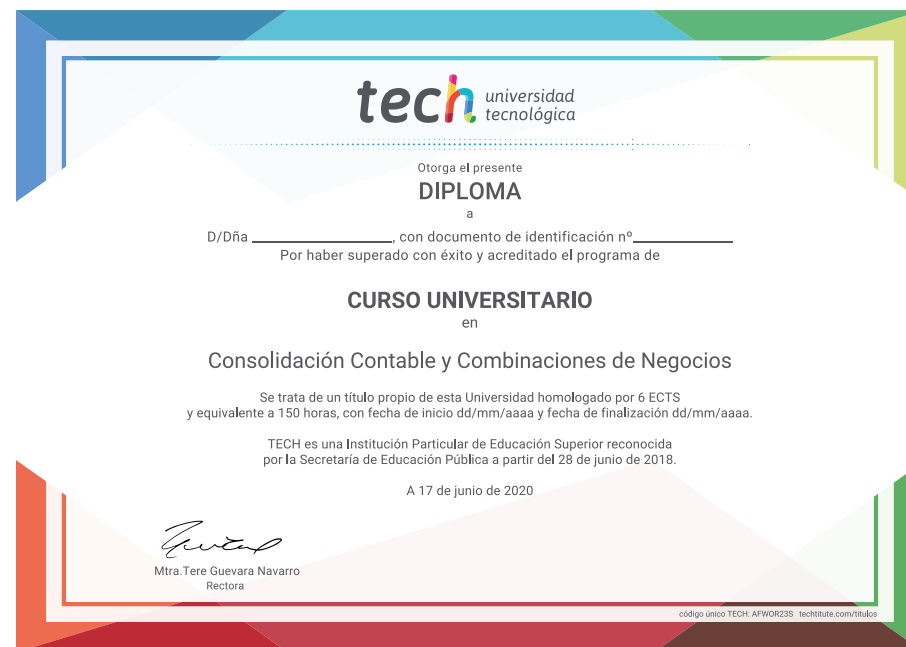 tech universidad
tecnológica
Otorga el presente
DIPLOMA
a
D/Dña ____________________, con documento de identificación nº______________
Por haber superado con éxito y acreditado el programa de
CURSO UNIVERSITARIO
en
Consolidación Contable y Combinaciones de Negocios
Se trata de un título propio de esta Universidad homologado por 6 ECTS
y equivalente a 150 horas, con fecha de inicio dd/mm/aaaa y fecha de finalización dd/mm/aaaa.
TECH es una Institución Particular de Educación Superior reconocida
por la Secretaría de Educación Pública a partir del 28 de junio de 2018.
A 17 de junio de 2020
Mtra.Tere Guevara Navarro
Rectora
código único TECH: AFWOR23S techtitute.com/titulos